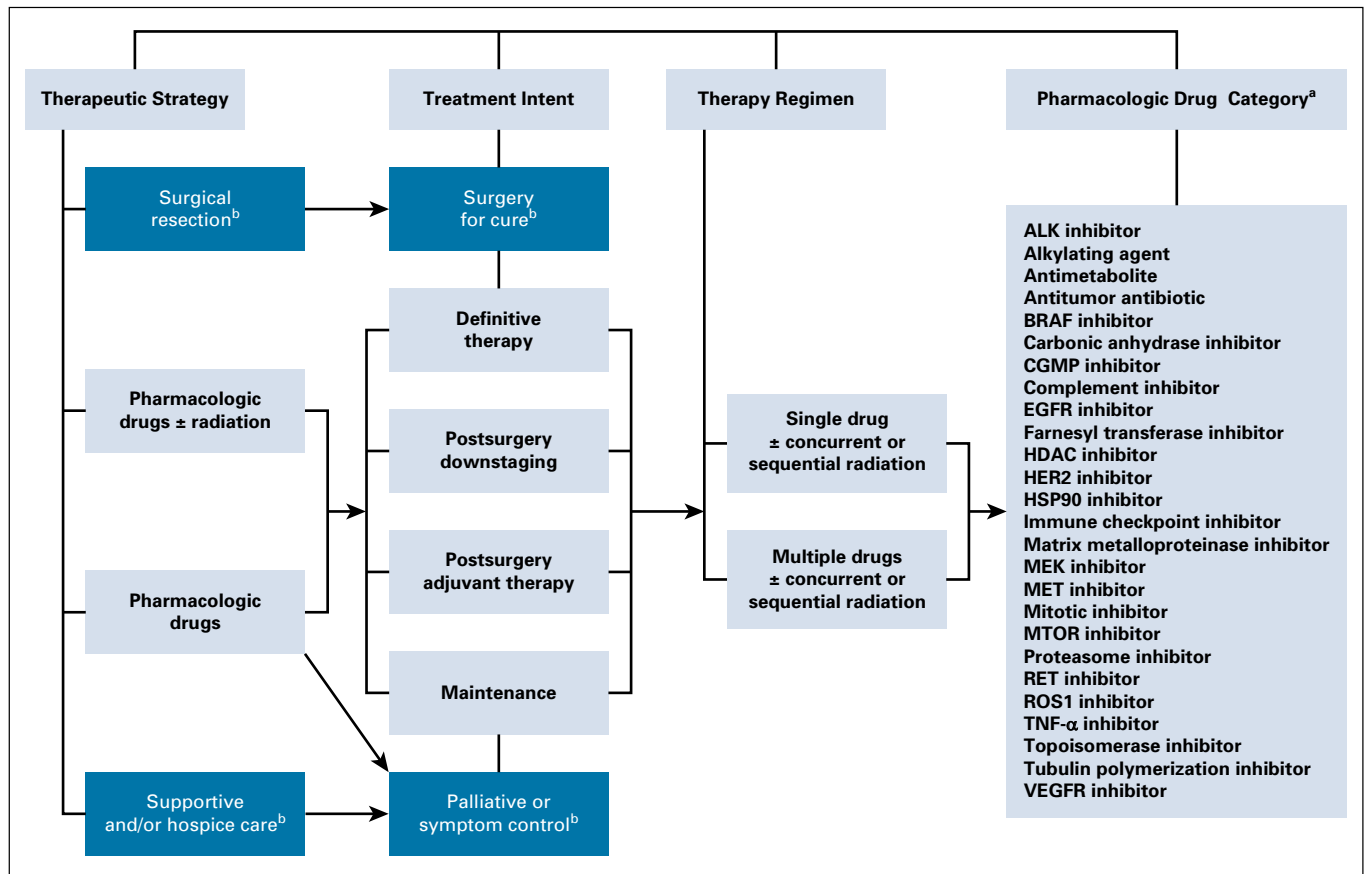 Therapeutic Strategy
Treatment Intent
Therapy Regimen
Pharmacologic Drug Categoryᵃ
Surgical
resectionᵇ
Surgery
for cureᵇ
Pharmacologic
drugs ± radiation
Pharmacologic
drugs
Supportive
and/or hospice careᵇ
Definitive
therapy
Postsurgery
downstaging
Postsurgery
adjuvant therapy
Maintenance
Palliative or
symptom controlᵇ
Single drug
± concurrent or
sequential radiation
Multiple drugs
± concurrent or
sequential radiation
ALK inhibitor
Alkylating agent
Antimetabolite
Antitumor antibiotic
BRAF inhibitor
Carbonic anhydrase inhibitor
CGMP inhibitor
Complement inhibitor
EGFR inhibitor
Farnesyl transferase inhibitor
HDAC inhibitor
HER2 inhibitor
HSP90 inhibitor
Immune checkpoint inhibitor
Matrix metalloproteinase inhibitor
MEK inhibitor
MET inhibitor
Mitotic inhibitor
MTOR inhibitor
Proteasome inhibitor
RET inhibitor
ROS1 inhibitor
TNF-α inhibitor
Topoisomerase inhibitor
Tubulin polymerization inhibitor
VEGFR inhibitor